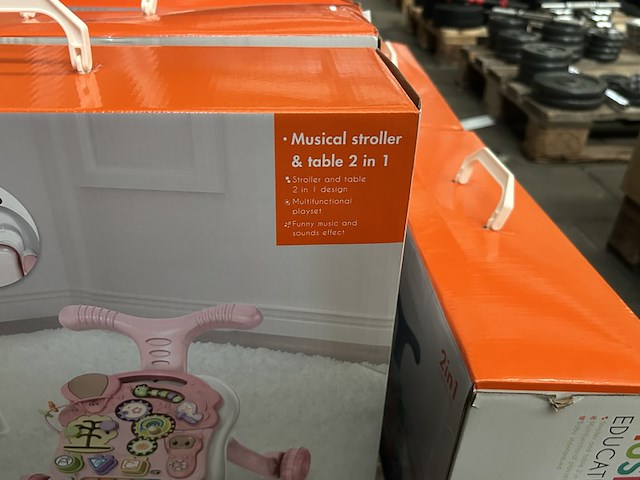 · Musical stroller
& table 2 in 1
Stroller and table
2 in 1 design
Multifunctional
playset
Funny music and
sounds effect
2in1
EDUCAT